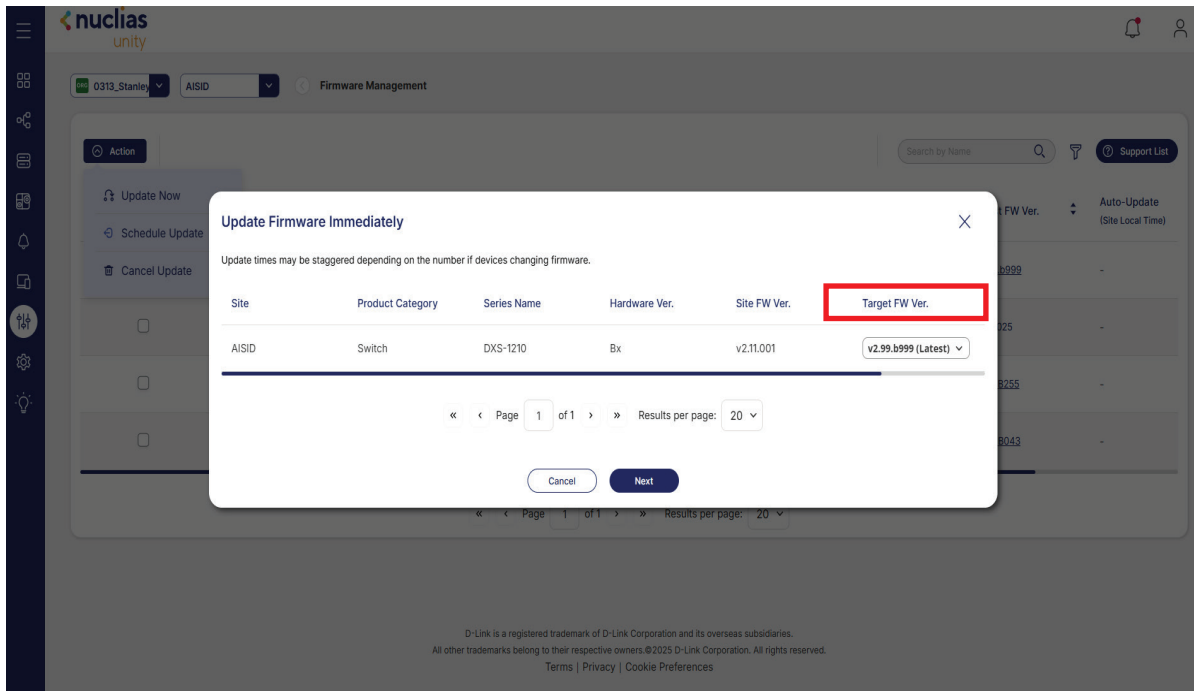 nuclias
unity
ORG 0313_Stanley AISID Firmware Management
Action Search by Name Support List
Update Now
Schedule Update
Cancel Update
t FW Ver. Auto-Update
(Site Local Time)
Update Firmware Immediately
Update times may be staggered depending on the number if devices changing firmware.
Site Product Category Series Name Hardware Ver. Site FW Ver. Target FW Ver.
AISID Switch DXS-1210 Bx v2.11.001 v2.99.b999 (Latest)
« ‹ Page 1 of 1 › » Results per page: 20
Cancel Next
.b999 -
025 -
-
8043 -
« ‹ Page 1 of 1 › » Results per page: 20
D-Link is a registered trademark of D-Link Corporation and its overseas subsidiaries.
All other trademarks belong to their respective owners.©2025 D-Link Corporation. All rights reserved.
Terms | Privacy | Cookie Preferences